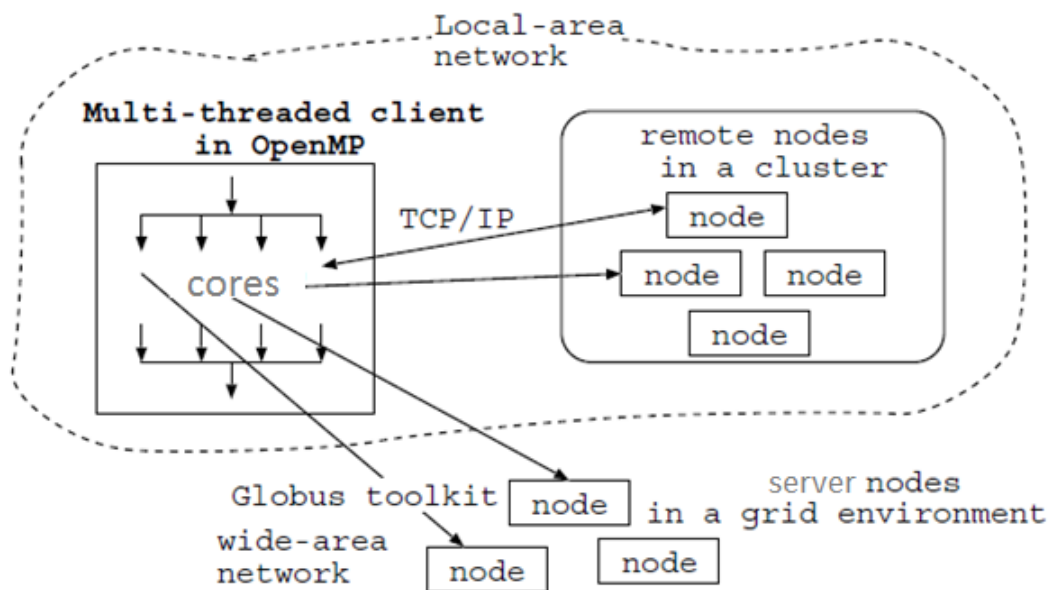 Local-area
network
Multi-threaded client
in OpenMP
remote nodes
in a cluster
node
TCP/IP
cores
node
node
node
Globus toolkit
node
server nodes
in a grid environment
wide-area
network
node
node